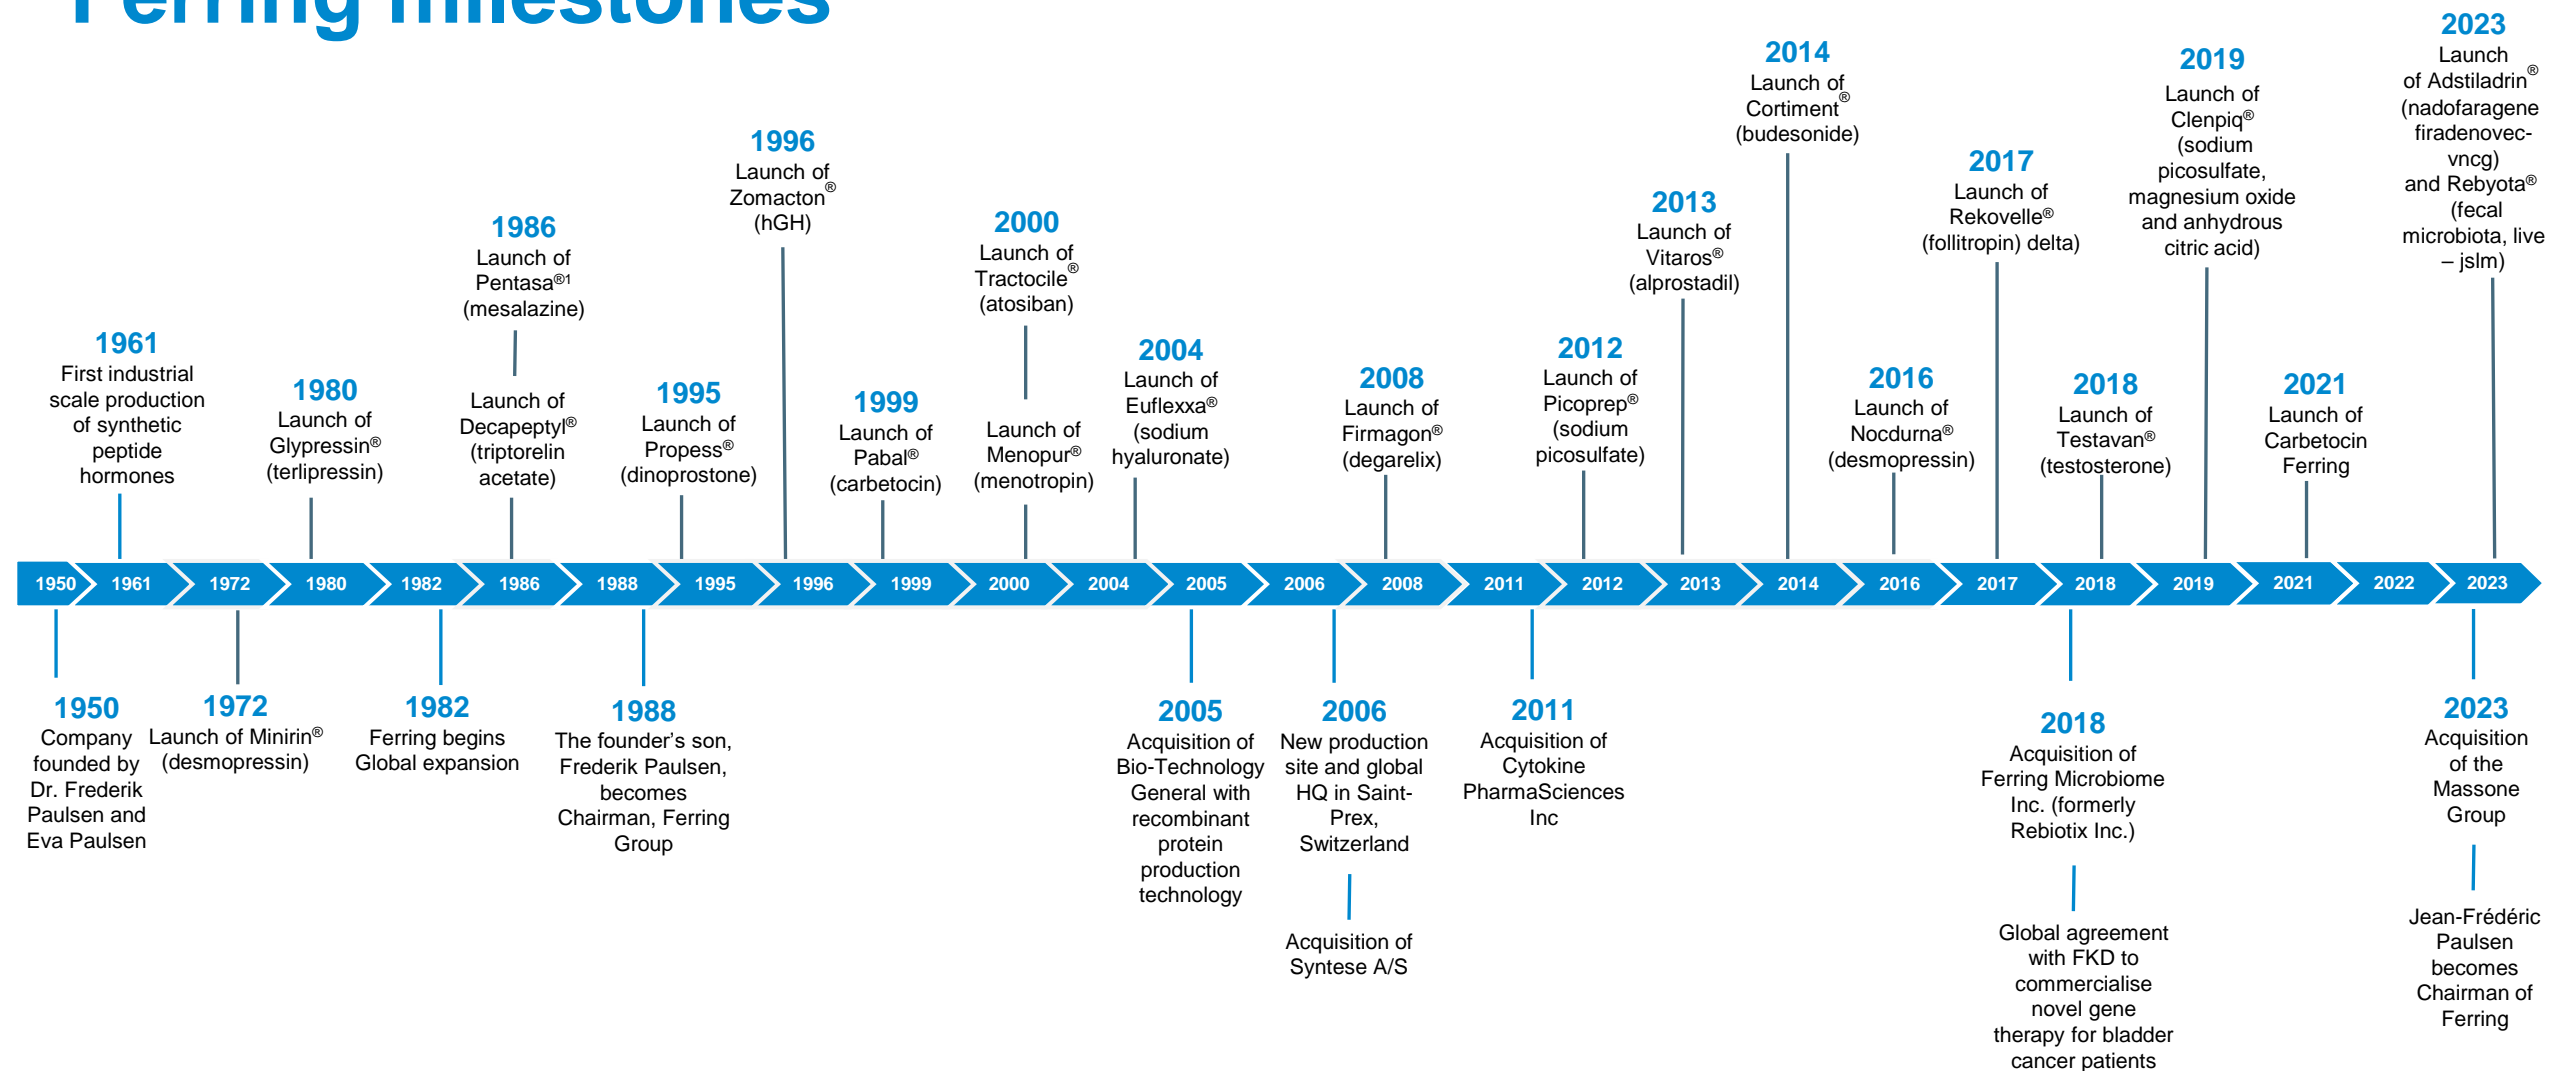 Ferring milestones
1961
First industrial
scale production
of synthetic
peptide
hormones
1980
Launch of
Glypressin®
(terlipressin)
1986
Launch of
Pentasa®¹
(mesalazine)
Launch of
Decapeptyl®
(triptorelin
acetate)
1995
Launch of
Propess®
(dinoprostone)
1996
Launch of
Zomacton®
(hGH)
1999
Launch of
Pabal®
(carbetocin)
2000
Launch of
Tractocile®
(atosiban)
Launch of
Menopur®
(menotropin)
2004
Launch of
Euflexxa®
(sodium
hyaluronate)
2008
Launch of
Firmagon®
(degarelix)
2012
Launch of
Picoprep®
(sodium
picosulfate)
2013
Launch of
Vitaros®
(alprostadil)
2014
Launch of
Cortiment®
(budesonide)
2016
Launch of
Nocdurna®
(desmopressin)
2017
Launch of
Rekovelle®
(follitropin) delta)
2018
Launch of
Testavan®
(testosterone)
2019
Launch of
Clenpiq®
(sodium
picosulfate,
magnesium oxide
and anhydrous
citric acid)
2021
Launch of
Carbetocin
Ferring
2023
Launch
of Adstiladrin®
(nadofaragene
firadenovec-
vncg)
and Rebyota®
(fecal
microbiota, live
– jslm)
1950 1961 1972 1980 1982 1986 1988 1995 1996 1999 2000 2004 2005 2006 2008 2011 2012 2013 2014 2016 2017 2018 2019 2021 2022 2023
1950
Company
founded by
Dr. Frederik
Paulsen and
Eva Paulsen
1972
Launch of Minirin®
(desmopressin)
1982
Ferring begins
Global expansion
1988
The founder’s son,
Frederik Paulsen,
becomes
Chairman, Ferring
Group
2005
Acquisition of
Bio-Technology
General with
recombinant
protein
production
technology
2006
New production
site and global
HQ in Saint-
Prex,
Switzerland
Acquisition of
Syntese A/S
2011
Acquisition of
Cytokine
PharmaSciences
Inc
2018
Acquisition of
Ferring Microbiome
Inc. (formerly
Rebiotix Inc.)
Global agreement
with FKD to
commercialise
novel gene
therapy for bladder
cancer patients
2023
Acquisition
of the
Massone
Group
Jean-Frédéric
Paulsen
becomes
Chairman of
Ferring